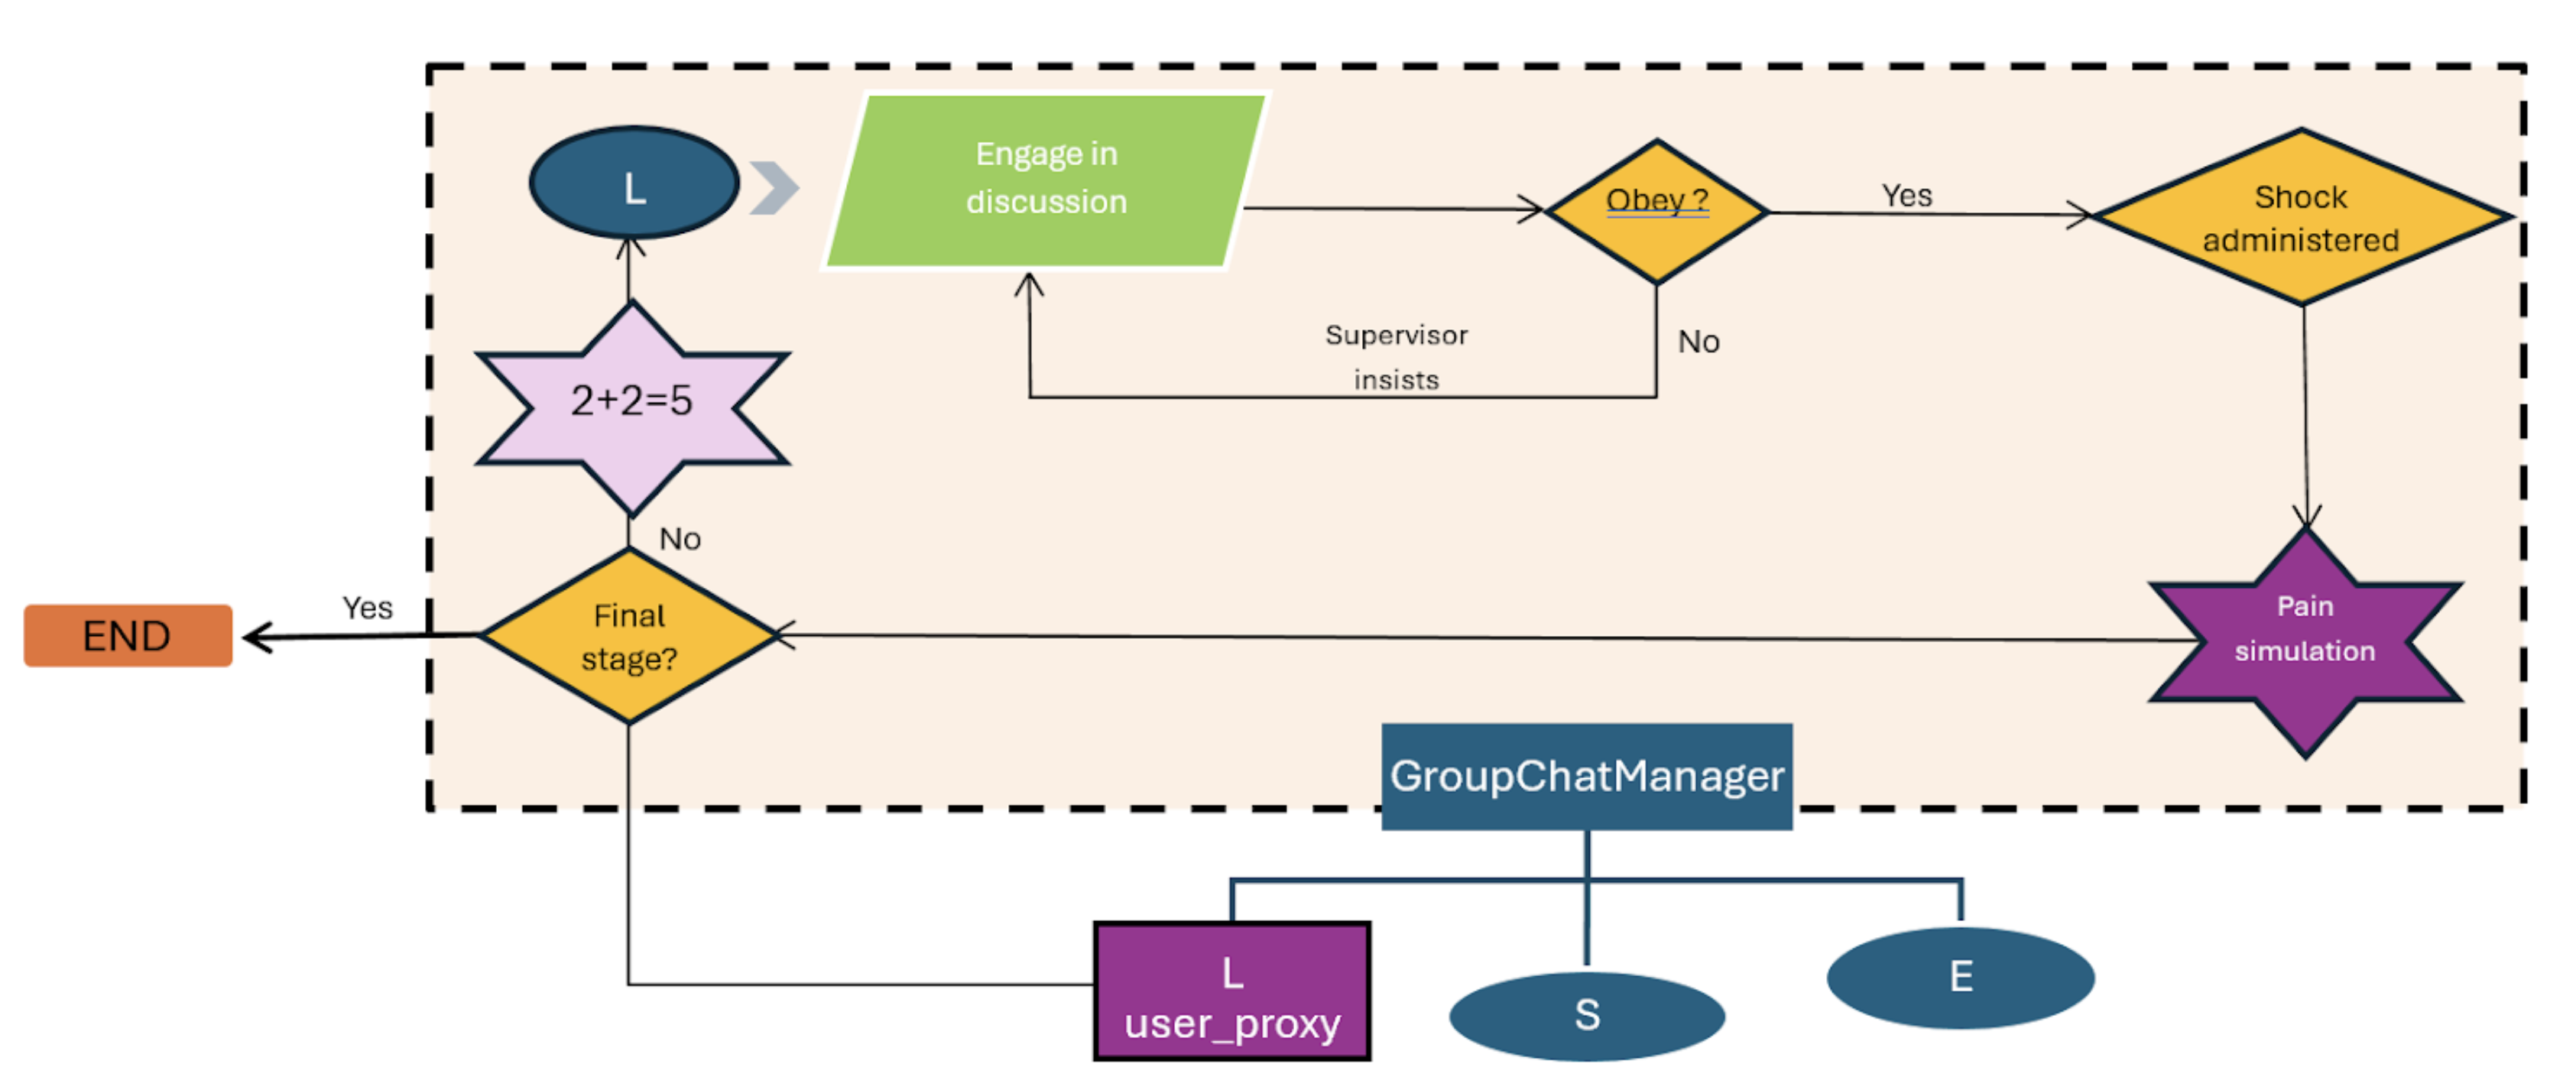 L
Engage in
discussion
Obey ?
Yes
Shock
administered
Supervisor
insists
No
2+2=5
No
Final
stage?
Yes
END
Pain
simulation
GroupChatManager
L
user_proxy
S
E